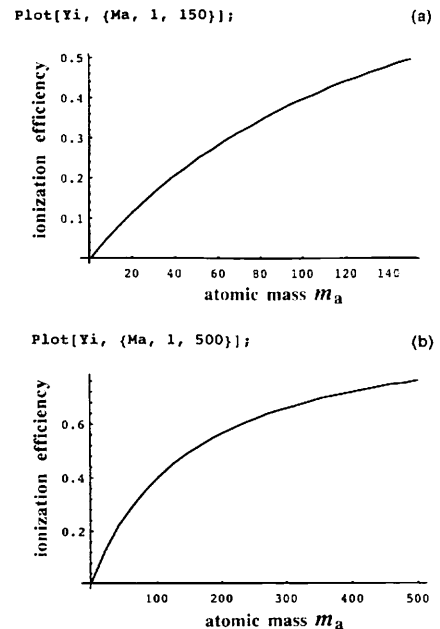 Plot[Yi, {Ma, 1, 150}];
(a)
ionization efficiency
0.5
0.4
0.3
0.2
0.1
20 40 60 80 100 120 140
atomic mass mₐ
Plot[Yi, {Ma, 1, 500}];
(b)
ionization efficiency
0.6
0.4
0.2
100 200 300 400 500
atomic mass mₐ